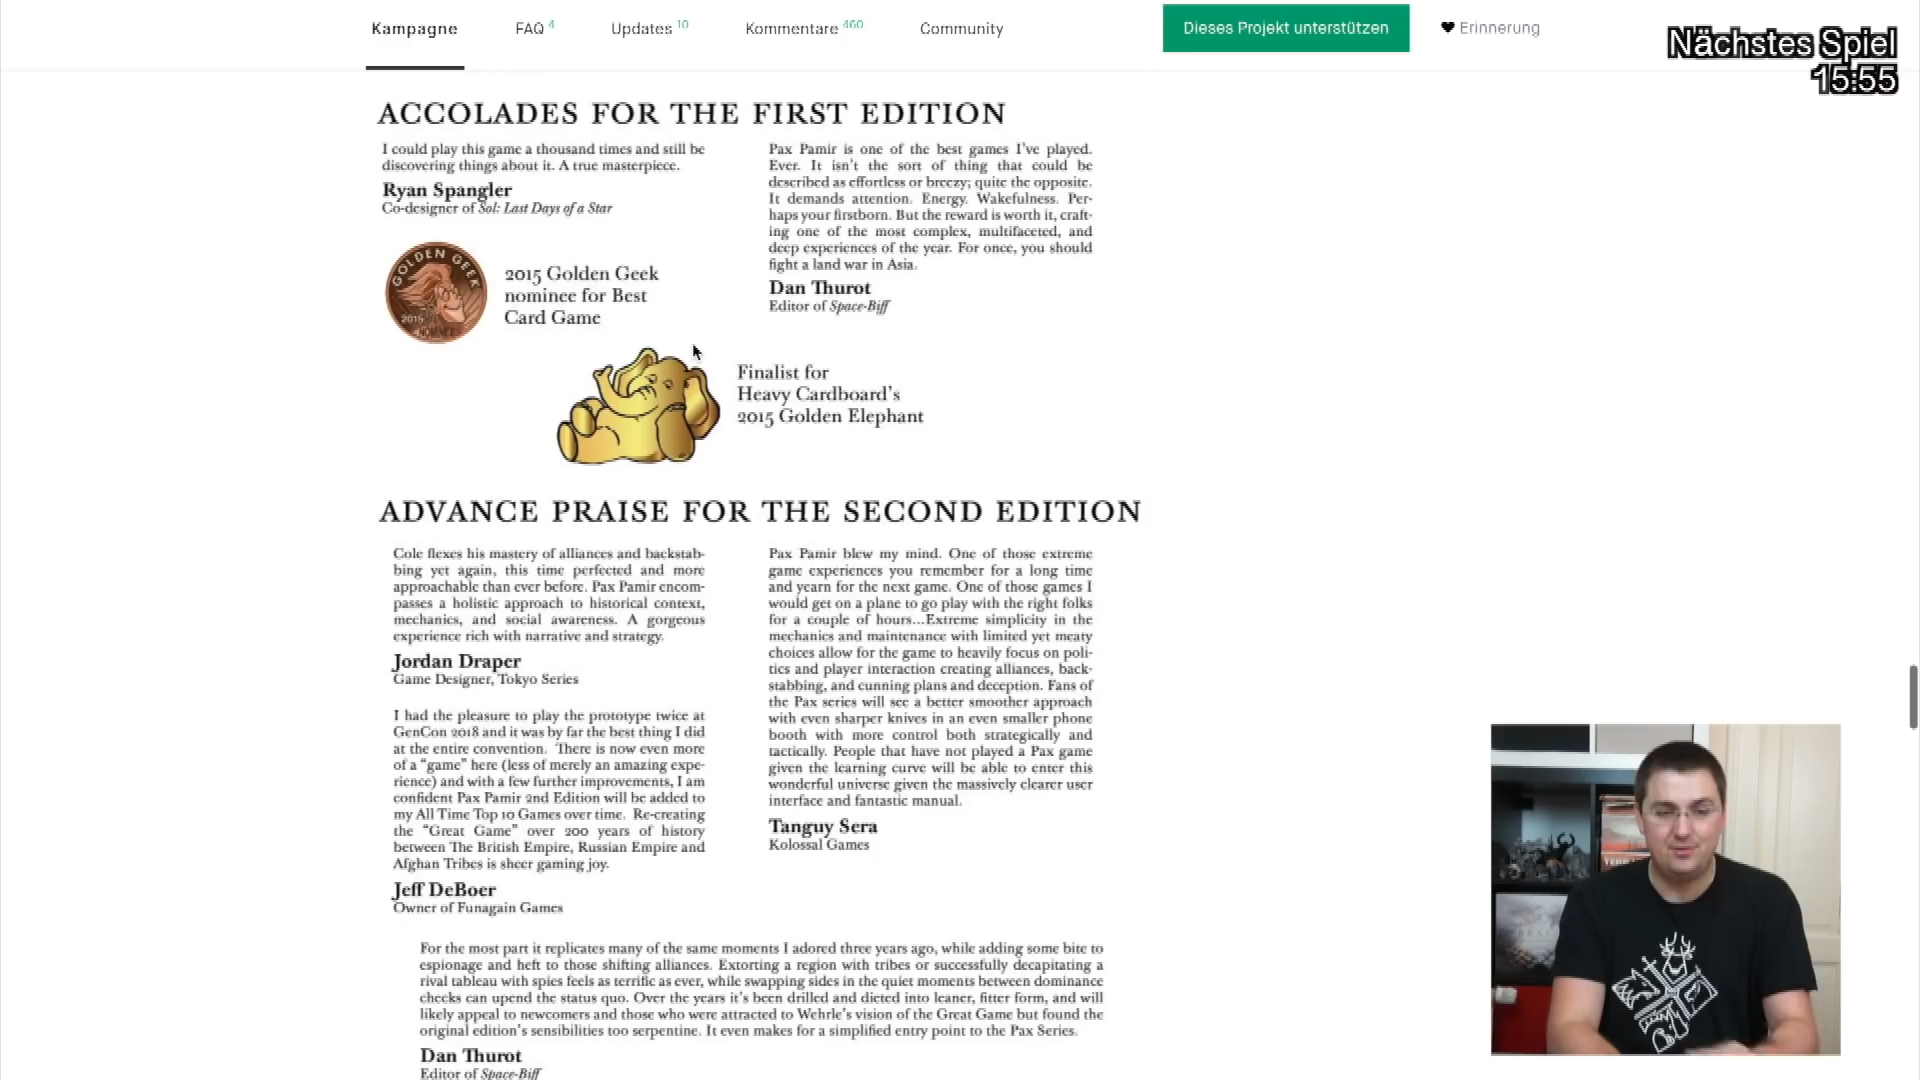 Kampagne
FAQ 4
Updates 10
Kommentare 460
Community
Dieses Projekt unterstützen
Erinnerung
Nächstes Spiel
15:55
ACCOLADES FOR THE FIRST EDITION
I could play this game a thousand times and still be
discovering things about it. A true masterpiece.
Ryan Spangler
Co-designer of Sol: Last Days of a Star
GOLDEN GEEK
2015
NOMINEE
2015 Golden Geek
nominee for Best
Card Game
Pax Pamir is one of the best games I've played.
Ever. It isn't the sort of thing that could be
described as effortless or breezy; quite the opposite.
It demands attention. Energy. Wakefulness. Per-
haps your firstborn. But the reward is worth it, craft-
ing one of the most complex, multifaceted, and
deep experiences of the year. For once, you should
fight a land war in Asia.
Dan Thurot
Editor of Space-Biff
Finalist for
Heavy Cardboard's
2015 Golden Elephant
ADVANCE PRAISE FOR THE SECOND EDITION
Cole flexes his mastery of alliances and backstab-
bing yet again, this time perfected and more
approachable than ever before. Pax Pamir encom-
passes a holistic approach to historical context,
mechanics, and social awareness. A gorgeous
experience rich with narrative and strategy.
Jordan Draper
Game Designer, Tokyo Series
I had the pleasure to play the prototype twice at
GenCon 2018 and it was by far the best thing I did
at the entire convention. There is now even more
of a "game" here (less of merely an amazing expe-
rience) and with a few further improvements, I am
confident Pax Pamir 2nd Edition will be added to
my All Time Top 10 Games over time. Re-creating
the "Great Game" over 200 years of history
between The British Empire, Russian Empire and
Afghan Tribes is sheer gaming joy.
Jeff DeBoer
Owner of Funagain Games
Pax Pamir blew my mind. One of those extreme
game experiences you remember for a long time
and yearn for the next game. One of those games I
would get on a plane to go play with the right folks
for a couple of hours...Extreme simplicity in the
mechanics and maintenance with limited yet meaty
choices allow for the game to heavily focus on poli-
tics and player interaction creating alliances, back-
stabbing, and cunning plans and deception. Fans of
the Pax series will see a better smoother approach
with even sharper knives in an even smaller phone
booth with more control both strategically and
tactically. People that have not played a Pax game
given the learning curve will be able to enter this
wonderful universe given the massively clearer user
interface and fantastic manual.
Tanguy Sera
Kolossal Games
For the most part it replicates many of the same moments I adored three years ago, while adding some bite to
espionage and heft to those shifting alliances. Extorting a region with tribes or successfully decapitating a
rival tableau with spies feels as terrific as ever, while swapping sides in the quiet moments between dominance
checks can upend the status quo. Over the years it's been drilled and dieted into leaner, fitter form, and will
likely appeal to newcomers and those who were attracted to Wehrle's vision of the Great Game but found the
original edition's sensibilities too serpentine. It even makes for a simplified entry point to the Pax Series.
Dan Thurot
Editor of Space-Biff